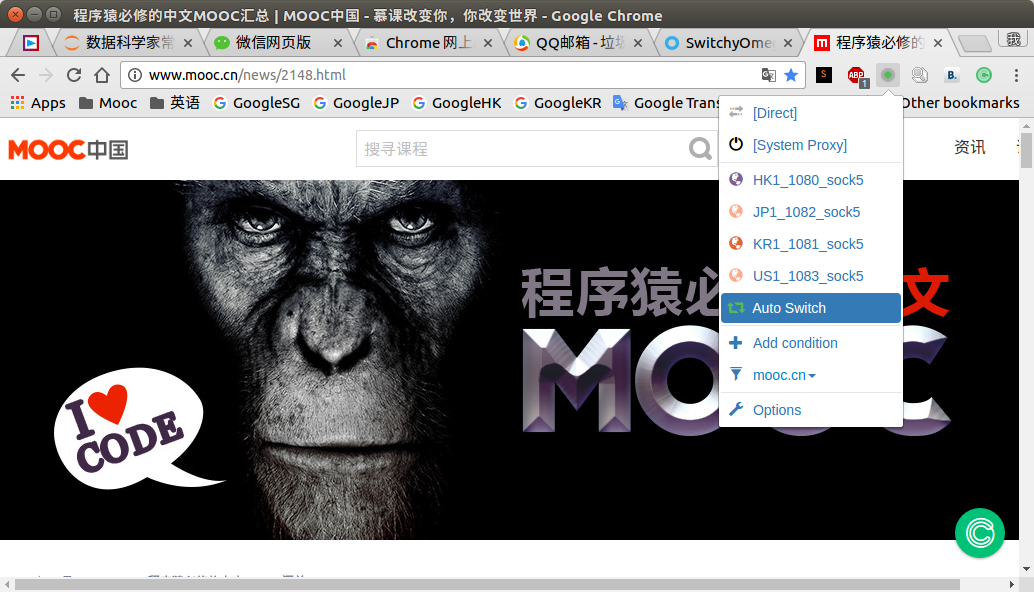 程序猿必修的中文MOOC汇总 | MOOC中国 - 慕课改变你，你改变世界 - Google Chrome
数据科学家常
微信网页版
Chrome 网上
QQ邮箱 - 垃圾
SwitchyOme
程序猿必修的
我
www.mooc.cn/news/2148.html
S
ABP
1
B.
Apps
Mooc
英语
GoogleSG
GoogleJP
GoogleHK
GoogleKR
Google Trans
Other bookmarks
MOOC中国
搜寻课程
资讯
[Direct]
[System Proxy]
HK1_1080_sock5
JP1_1082_sock5
KR1_1081_sock5
US1_1083_sock5
Auto Switch
Add condition
mooc.cn
Options
程序猿必
文
MOOC
I
CODE